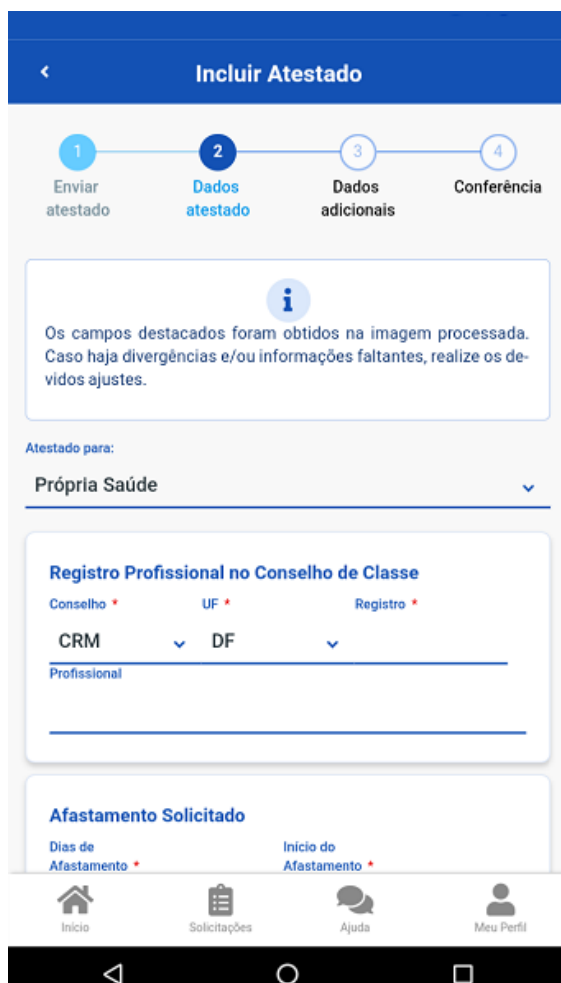 Incluir Atestado
1 2 3 4
Enviar atestado
Dados atestado
Dados adicionais
Conferência
i
Os campos destacados foram obtidos na imagem processada.
Caso haja divergências e/ou informações faltantes, realize os de-
vidos ajustes.
Atestado para:
Própria Saúde
Registro Profissional no Conselho de Classe
Conselho * UF * Registro *
CRM DF
Profissional
Afastamento Solicitado
Dias de Afastamento *
Início do Afastamento *
Início Solicitações Ajuda Meu Perfil